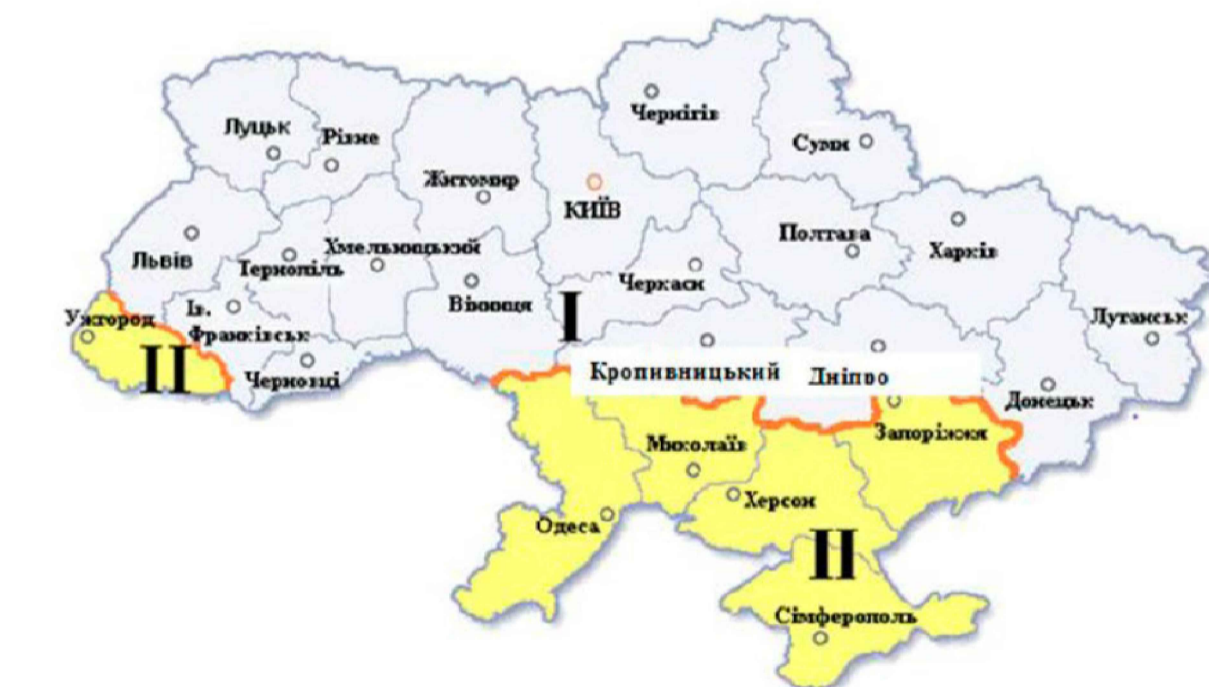 Чернігів
Луцьк
Рівне
Суми
Житомир
КИЇВ
Полтава
Харків
Львів
Тернопіль
Хмельницький
Черкаси
Вінниця
I
Ів.
Франківськ
Ужгород
Луганськ
II
Чернівці
Кропивницький
Дніпро
Донецьк
Запоріжжя
Миколаїв
Херсон
Одеса
II
Сімферополь